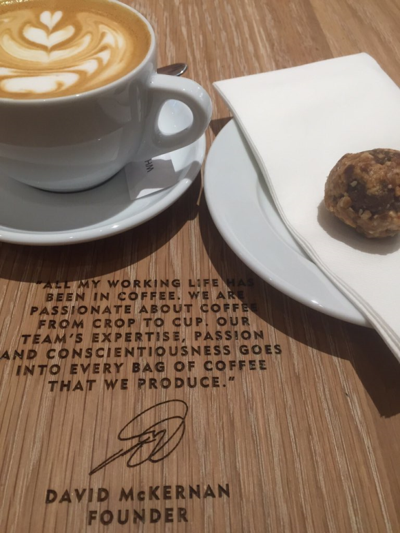 "ALL MY WORKING LIFE HAS
BEEN IN COFFEE. WE ARE
PASSIONATE ABOUT COFFEE
FROM CROP TO CUP. OUR
TEAM'S EXPERTISE, PASSION
AND CONSCIENTIOUSNESS GOES
INTO EVERY BAG OF COFFEE
THAT WE PRODUCE."
DAVID McKERNAN
FOUNDER